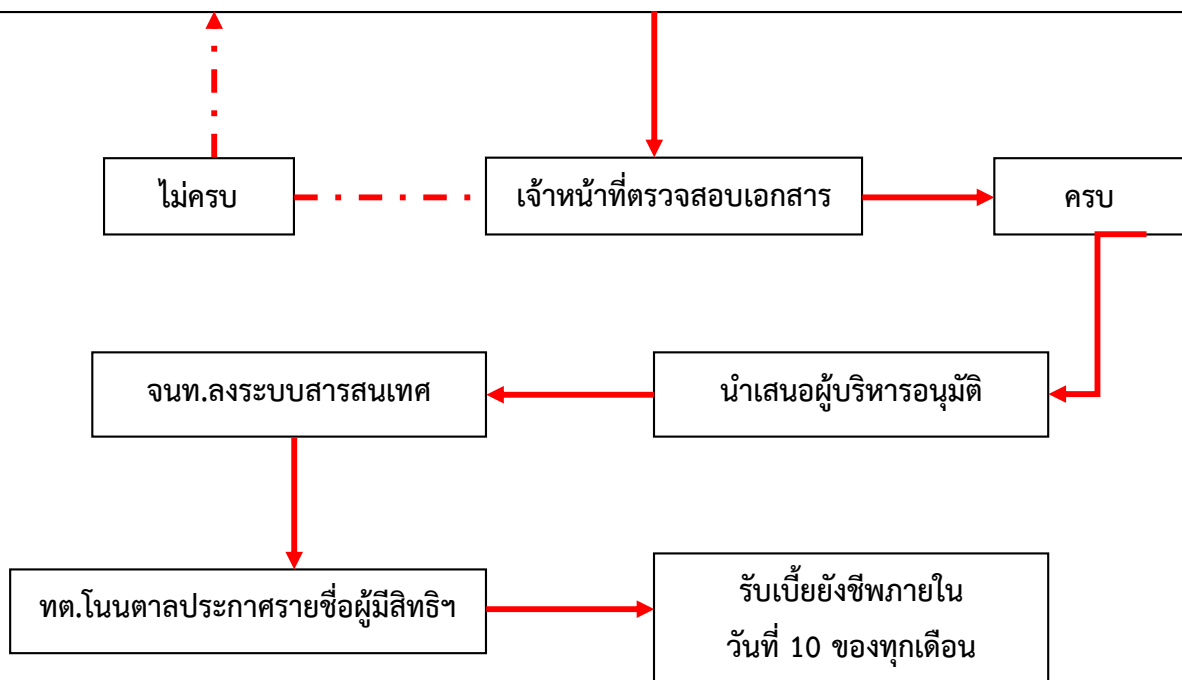 ไม่ครบ
เจ้าหน้าที่ตรวจสอบเอกสาร
ครบ
จนท.ลงระบบสารสนเทศ
นำเสนอผู้บริหารอนุมัติ
ทต.โนนตาลประกาศรายชื่อผู้มีสิทธิฯ
รับเบี้ยยังชีพภายใน
วันที่ 10 ของทุกเดือน